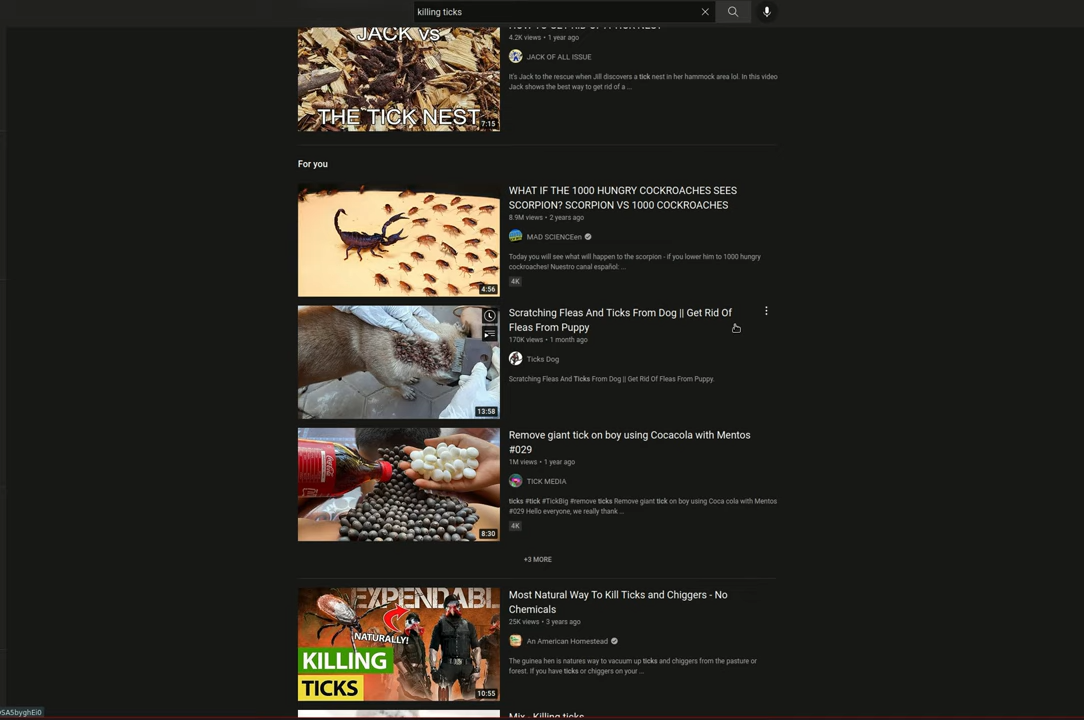 killing ticks
4.2K views • 1 year ago
JACK vs
JACK OF ALL ISSUE
It's Jack to the rescue when Jill discovers a tick nest in her hammock area lol. In this video
Jack shows the best way to get rid of a ...
THE TICK NEST
7:15
For you
WHAT IF THE 1000 HUNGRY COCKROACHES SEES
SCORPION? SCORPION VS 1000 COCKROACHES
8.9M views • 2 years ago
MAD SCIENCEen
Today you will see what will happen to the scorpion - if you lower him to 1000 hungry
cockroaches! Nuestro canal español: ...
4K
4:56
Scratching Fleas And Ticks From Dog || Get Rid Of
Fleas From Puppy
170K views • 1 month ago
Ticks Dog
Scratching Fleas And Ticks From Dog || Get Rid Of Fleas From Puppy.
13:58
Remove giant tick on boy using Cocacola with Mentos
#029
1M views • 1 year ago
TICK MEDIA
ticks #tick #TickBig #remove ticks Remove giant tick on boy using Coca cola with Mentos
#029 Hello everyone, we really thank ...
4K
8:30
+3 MORE
EXPENDABL
NATURALLY!
KILLING
TICKS
10:55
Most Natural Way To Kill Ticks and Chiggers - No
Chemicals
25K views • 3 years ago
An American Homestead
The guinea hen is natures way to vacuum up ticks and chiggers from the pasture or
forest. If you have ticks or chiggers on your ...
Mix - Killing ticks